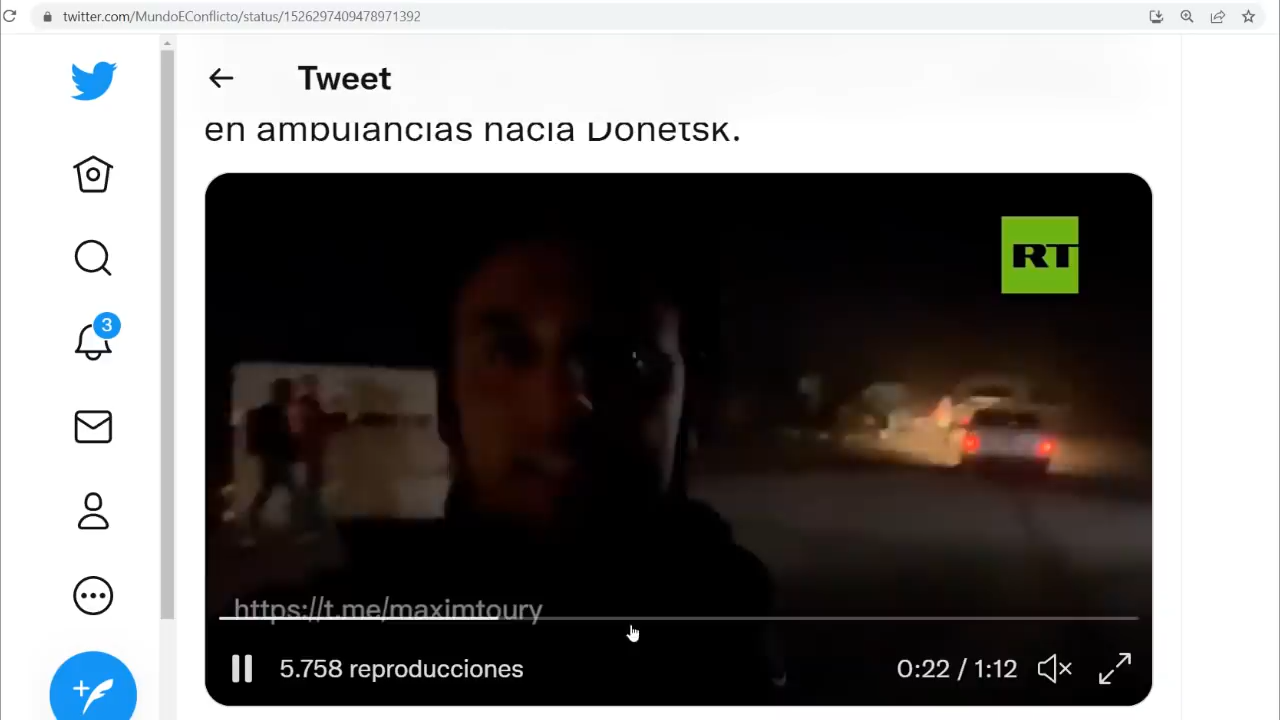 twitter.com/MundoEConflicto/status/1526297409478971392
Tweet
en ambulancias hacia Donetsk.
RT
3
https://t.me/maximtoury
5.758 reproducciones
0:22 / 1:12